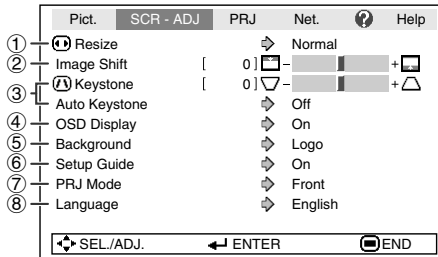 Pict. SCR - ADJ PRJ Net. ? Help
① Resize Normal
② Image Shift [ 0 ] – +
③ Keystone [ 0 ] – +
Auto Keystone Off
④ OSD Display On
⑤ Background Logo
⑥ Setup Guide On
⑦ PRJ Mode Front
⑧ Language English
SEL./ADJ. ENTER END